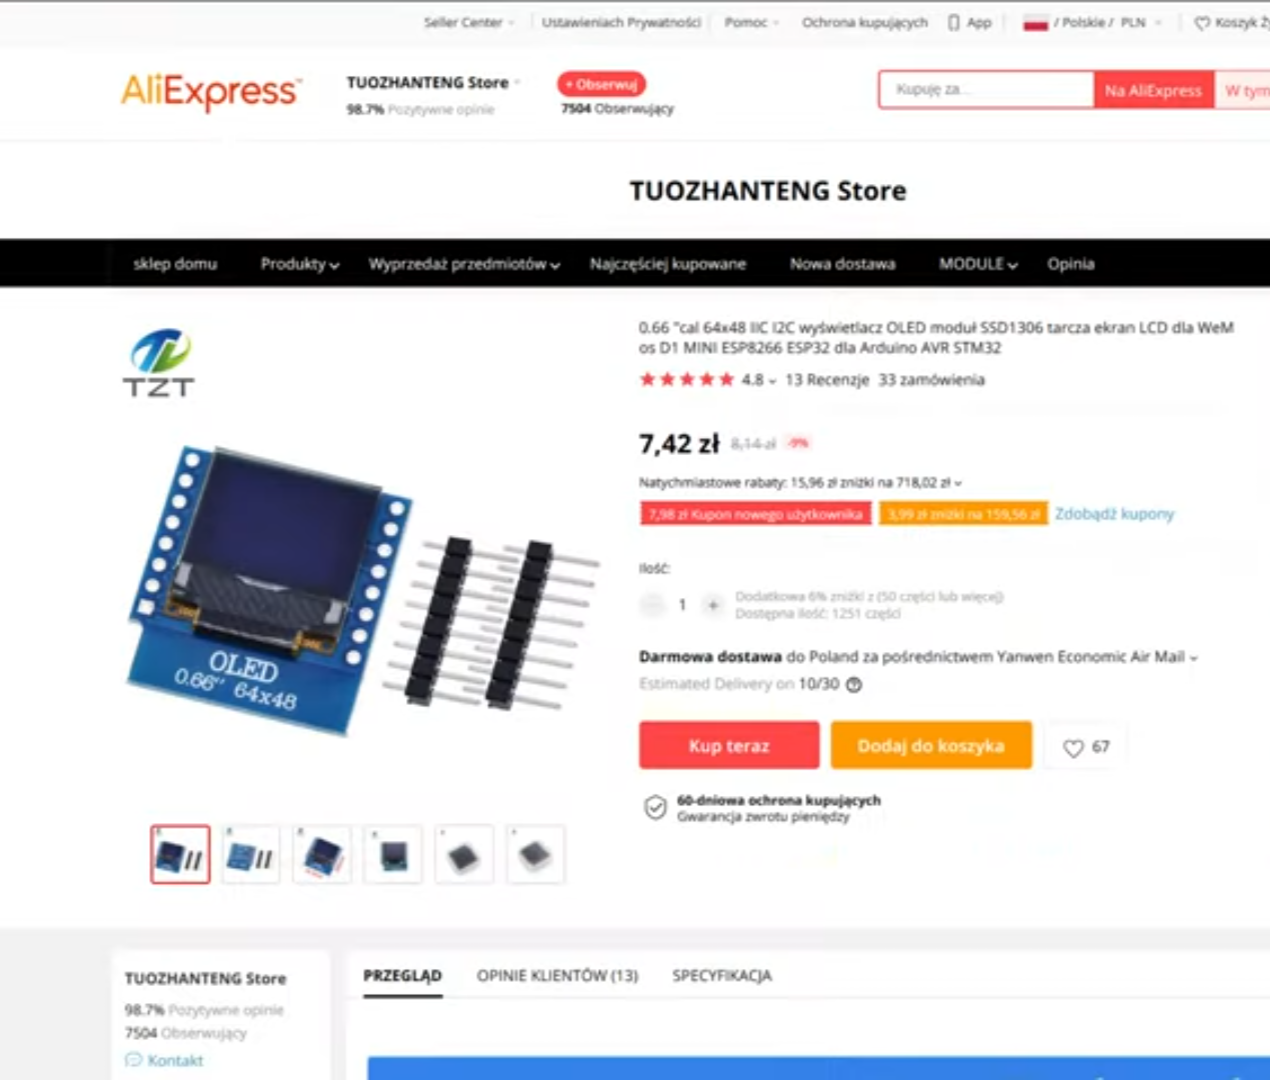 Seller Center
Ustawieniach Prywatności
Pomoc
Ochrona kupujących
App
/ Polskie / PLN
Koszyk
AliExpress
TUOZHANTENG Store
98.7% Pozytywne opinie
+ Obserwuj
7504 Obserwujący
Kupuję za...
Na AliExpress
W tym
TUOZHANTENG Store
sklep domu
Produkty
Wyprzedaż przedmiotów
Najczęściej kupowane
Nowa dostawa
MODULE
Opinia
TZT
OLED
0.66" 64x48
0.66 "cal 64x48 IIC I2C wyświetlacz OLED moduł SSD1306 tarcza ekran LCD dla WeM
os D1 MINI ESP8266 ESP32 dla Arduino AVR STM32
4.8 13 Recenzje 33 zamówienia
7,42 zł 8,14 zł -9%
Natychmiastowe rabaty: 15,96 zł zniżki na 718,02 zł
7,98 zł Kupon nowego użytkownika
3,99 zł zniżki na 159,56 zł
Zdobądź kupony
Ilość:
1
Dodatkowa 6% zniżki z (50 części lub więcej)
Dostępna ilość: 1251 części
Darmowa dostawa do Poland za pośrednictwem Yanwen Economic Air Mail
Estimated Delivery on 10/30
Kup teraz
Dodaj do koszyka
67
60-dniowa ochrona kupujących
Gwarancja zwrotu pieniędzy
TUOZHANTENG Store
98.7% Pozytywne opinie
7504 Obserwujący
Kontakt
PRZEGLĄD
OPINIE KLIENTÓW (13)
SPECYFIKACJA